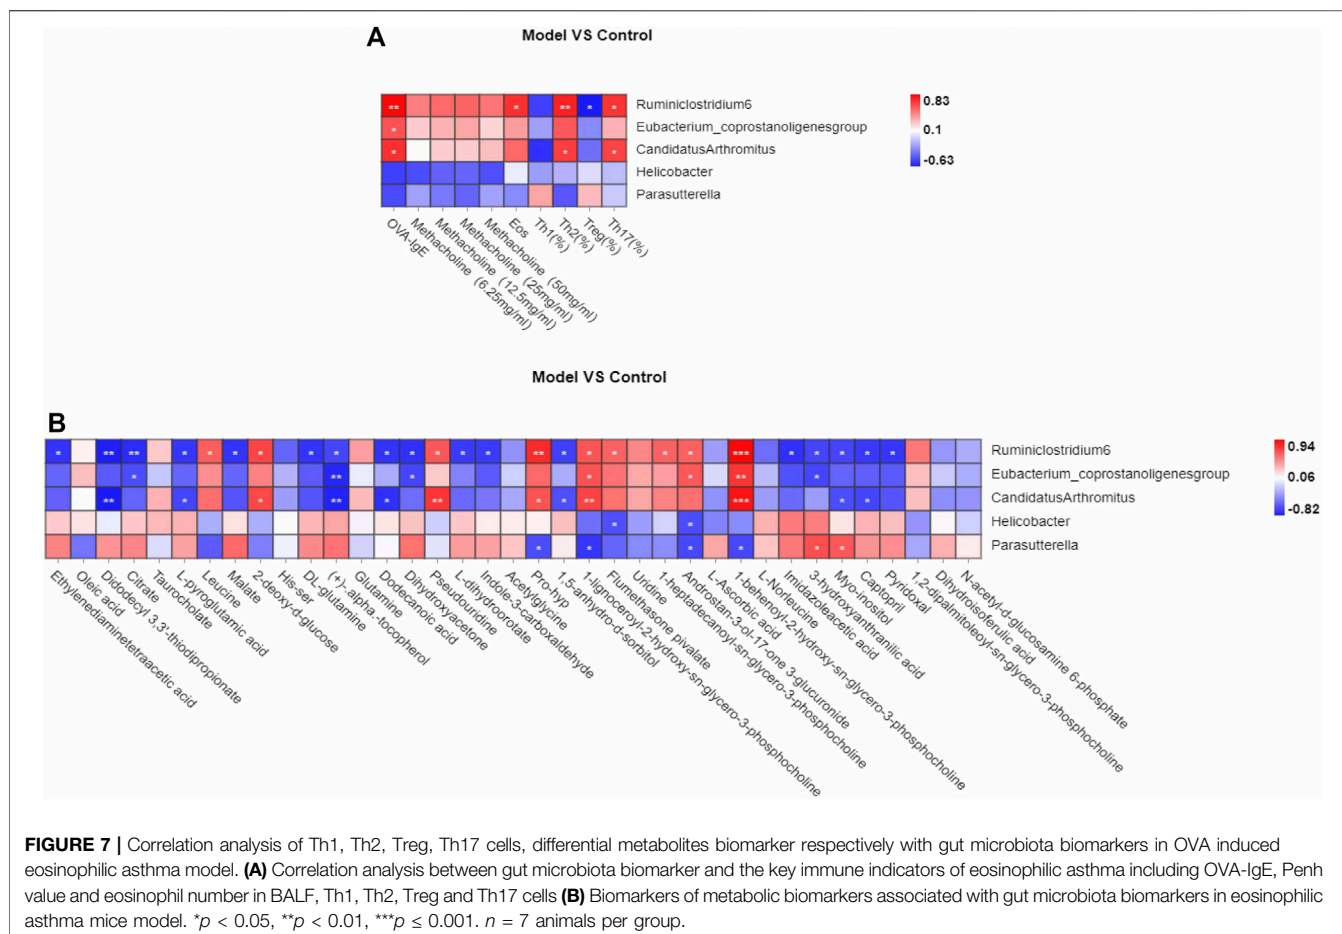 A
Model VS Control
** * ** * *
Ruminiclostridium6
*
Eubacterium_coprostanoligenesgroup
* * *
CandidatusArthromitus
Helicobacter
Parasutterella
0.83
0.1
-0.63
OVA-IgE
Methacholine (6.25mg/ml)
Methacholine (12.5mg/ml)
Methacholine (25mg/ml)
Methacholine (50mg/ml)
Eos
Th1(%)
Th2(%)
Treg(%)
Th17(%)
Model VS Control
B
* ** ** * * * * * * * * * * * ** * * * * * *** * * * * *
Ruminiclostridium6
* ** * * * ** *
Eubacterium_coprostanoligenesgroup
** * * ** * ** * * ** *** * *
CandidatusArthromitus
* *
Helicobacter
* * * * * *
Parasutterella
0.94
0.06
-0.82
Ethylenediaminetetraacetic acid
Oleic acid
Didodecyl 3,3'-thiodipropionate
Citrate
Taurocholate
L-pyroglutamic acid
Leucine
Malate
2-deoxy-d-glucose
His-ser
DL-glutamine
(+)-.alpha.-tocopherol
Glutamine
Dodecanoic acid
Dihydroxyacetone
Pseudouridine
L-dihydroorotate
Indole-3-carboxaldehyde
Acetylglycine
Pro-hyp
1,5-anhydro-d-sorbitol
1-lignoceroyl-2-hydroxy-sn-glycero-3-phosphocholine
Flumethasone pivalate
Uridine
1-heptadecanoyl-sn-glycero-3-phosphocholine
Androstan-3-ol-17-one 3-glucuronide
L-Ascorbic acid
1-behenoyl-2-hydroxy-sn-glycero-3-phosphocholine
L-Norleucine
Imidazoleacetic acid
3-hydroxyanthranilic acid
Myo-inositol
Captopril
Pyridoxal
1,2-dipalmitoleoyl-sn-glycero-3-phosphocholine
Dihydroisoferulic acid
N-acetyl-d-glucosamine 6-phosphate
FIGURE 7 | Correlation analysis of Th1, Th2, Treg, Th17 cells, differential metabolites biomarker respectively with gut microbiota biomarkers in OVA induced
eosinophilic asthma model. (A) Correlation analysis between gut microbiota biomarker and the key immune indicators of eosinophilic asthma including OVA-IgE, Penh
value and eosinophil number in BALF, Th1, Th2, Treg and Th17 cells (B) Biomarkers of metabolic biomarkers associated with gut microbiota biomarkers in eosinophilic
asthma mice model. *p < 0.05, **p < 0.01, ***p ≤ 0.001. n = 7 animals per group.